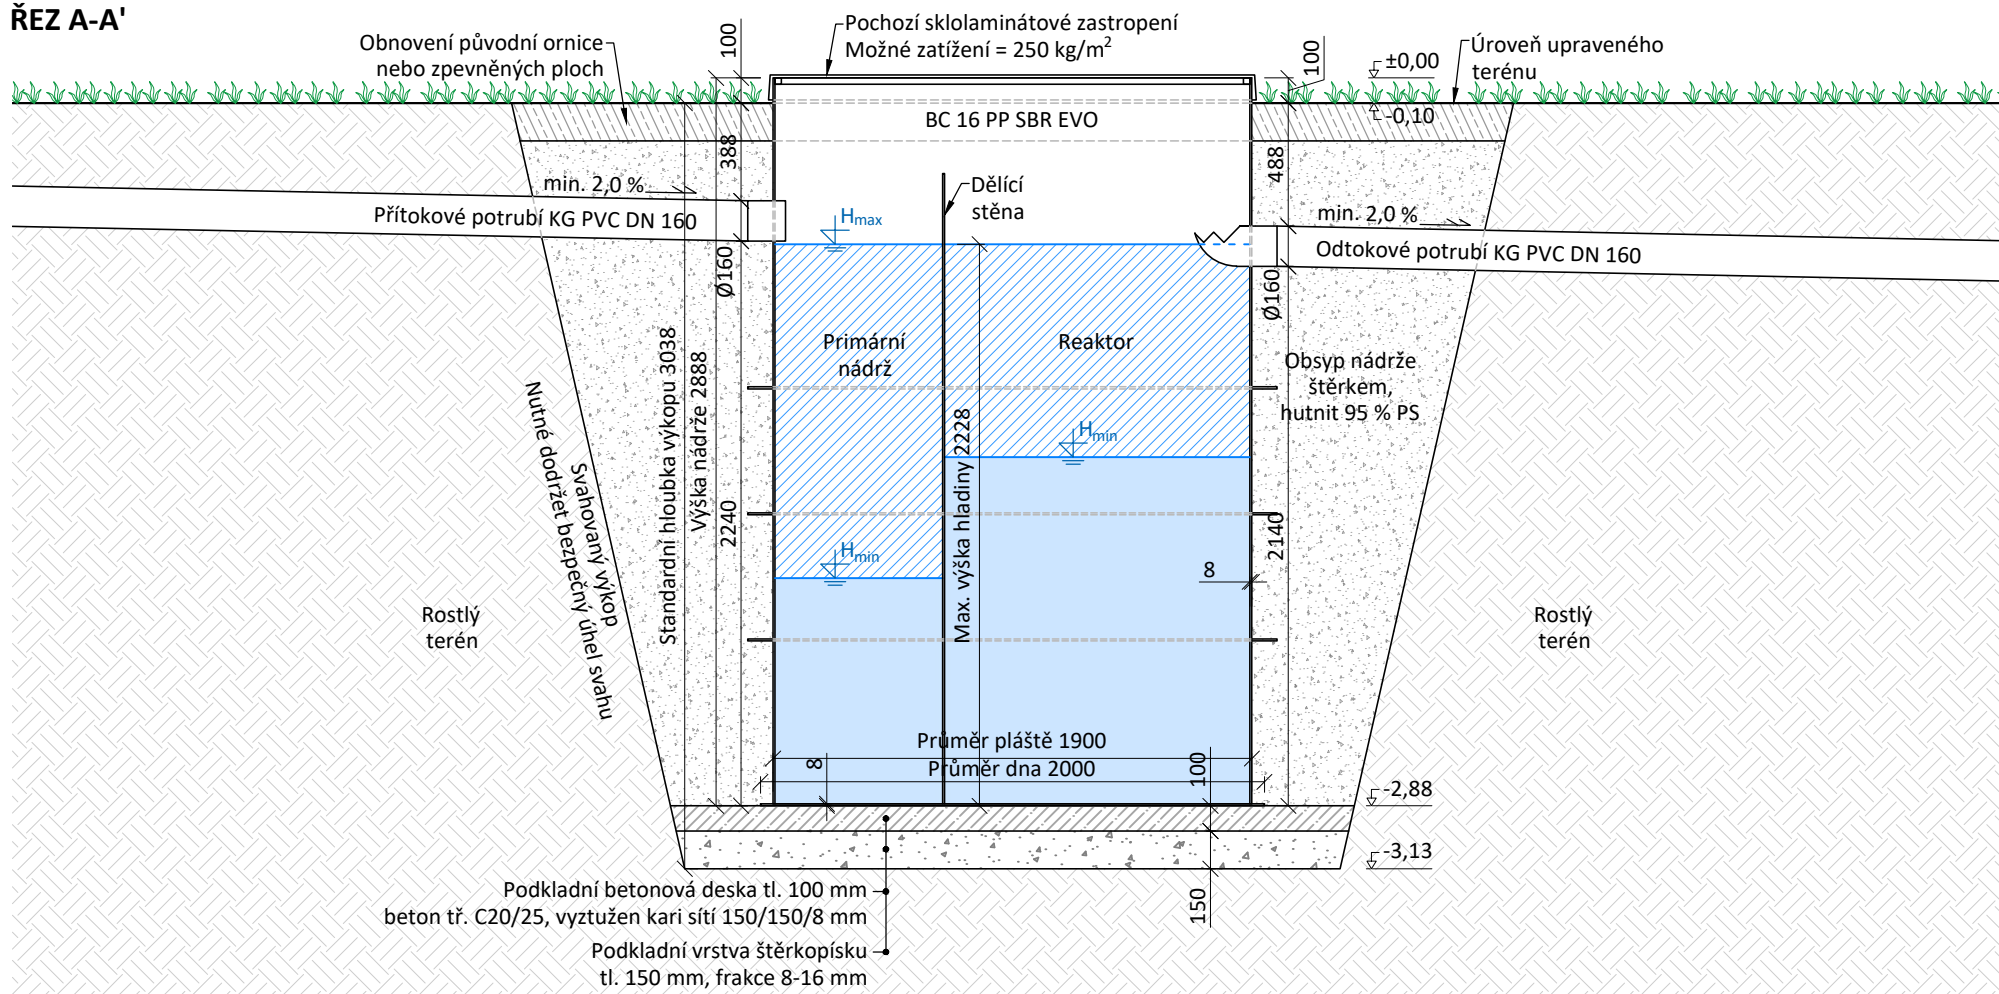 ŘEZ A-A'
Obnovení původní ornice
nebo zpevněných ploch
100
Pochozí sklolaminátové zastropení
Možné zatížení = 250 kg/m²
100
±0,00
-0,10
Úroveň upraveného
terénu
BC 16 PP SBR EVO
388
488
min. 2,0 %
Přítokové potrubí KG PVC DN 160
Hmax
Dělící
stěna
min. 2,0 %
Odtokové potrubí KG PVC DN 160
Ø160
Ø160
Primární
nádrž
Reaktor
Obsyp nádrže
štěrkem,
hutnit 95 % PS
Svahovaný výkop
Nutné dodržet bezpečný úhel svahu
Standardní hloubka výkopu 3038
Výška nádrže 2888
2240
Hmin
Max. výška hladiny 2228
Hmin
2140
8
Rostlý
terén
Rostlý
terén
Průměr pláště 1900
Průměr dna 2000
8
100
-2,88
-3,13
150
Podkladní betonová deska tl. 100 mm
beton tř. C20/25, vyztužen kari sítí 150/150/8 mm
Podkladní vrstva štěrkopísku
tl. 150 mm, frakce 8-16 mm